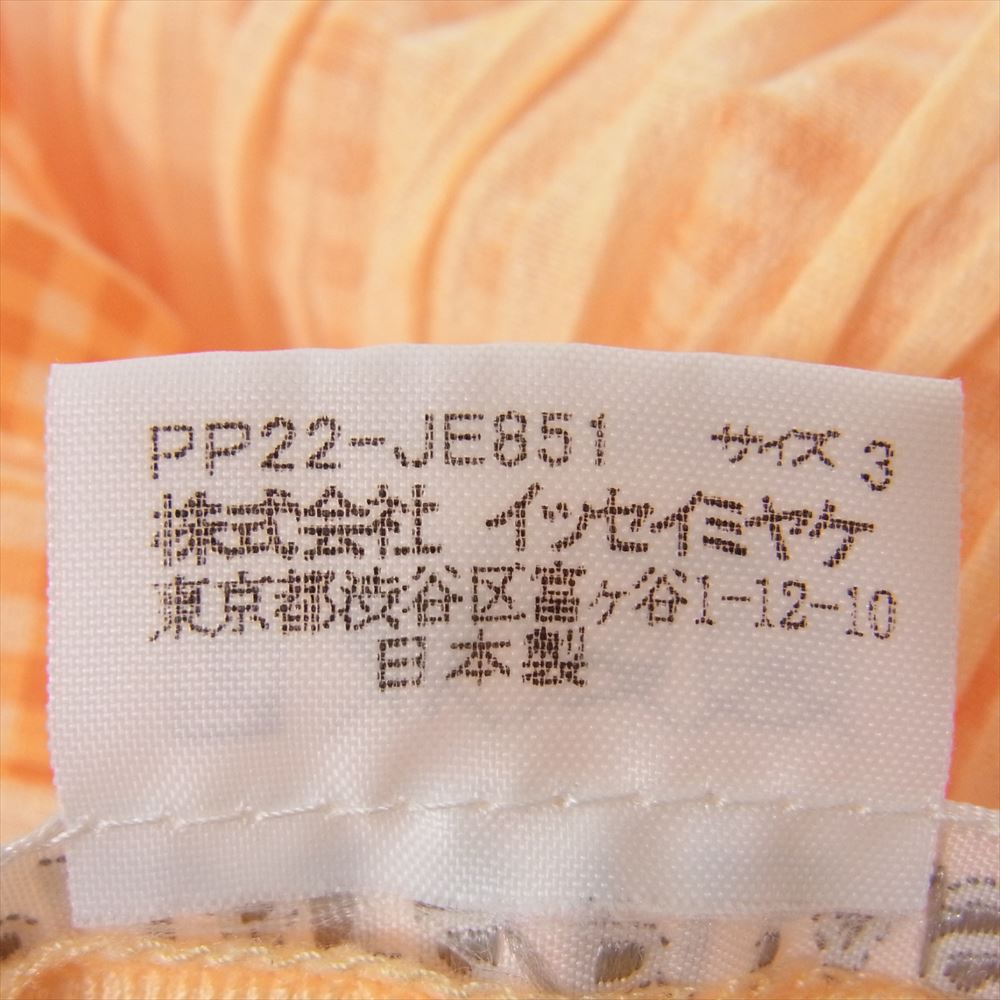 PP22-JE851 サイズ 3
株式会社 イッセイミヤケ
東京都渋谷区富ヶ谷1-12-10
日本製